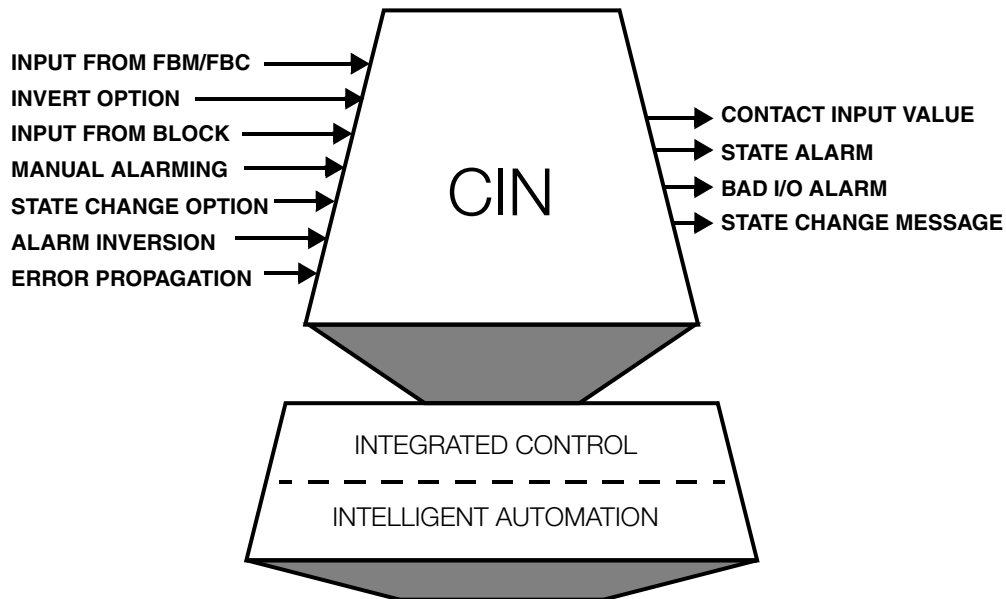 INPUT FROM FBM/FBC
INVERT OPTION
INPUT FROM BLOCK
MANUAL ALARMING
STATE CHANGE OPTION
ALARM INVERSION
ERROR PROPAGATION
CIN
CONTACT INPUT VALUE
STATE ALARM
BAD I/O ALARM
STATE CHANGE MESSAGE
INTEGRATED CONTROL
INTELLIGENT AUTOMATION